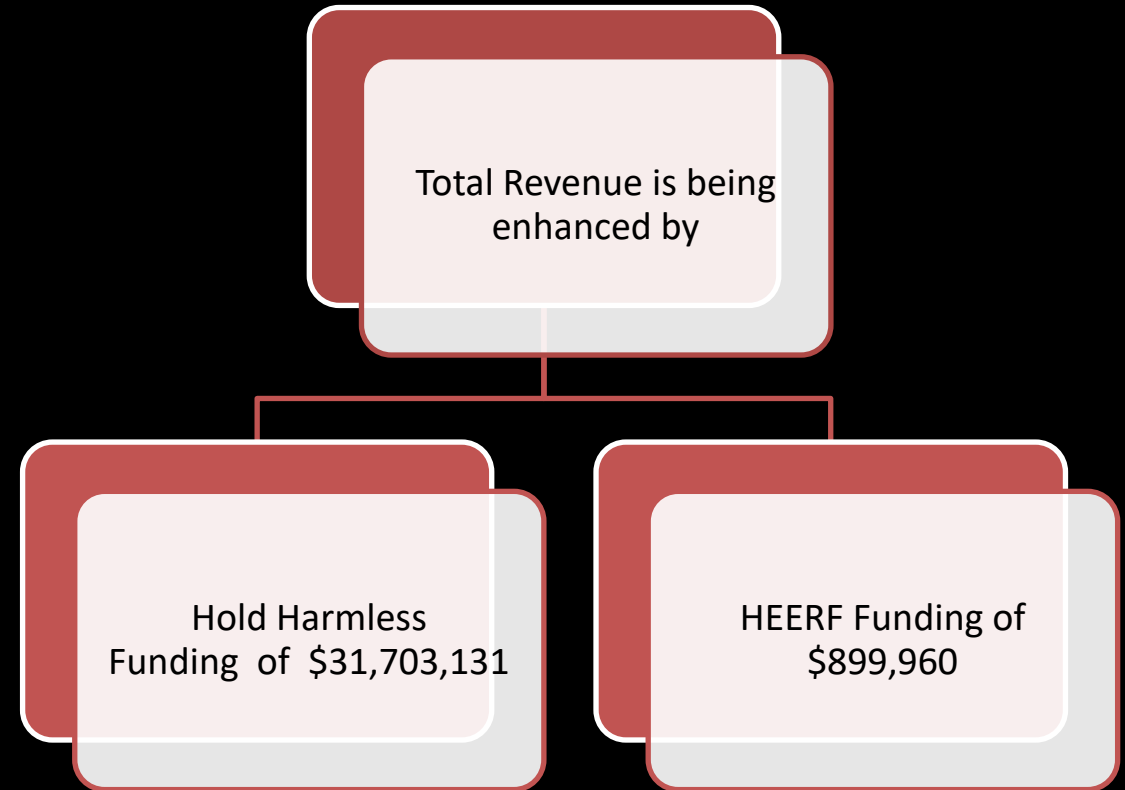 Total Revenue is being
enhanced by
Hold Harmless
Funding  of  $31,703,131
HEERF Funding of
$899,960